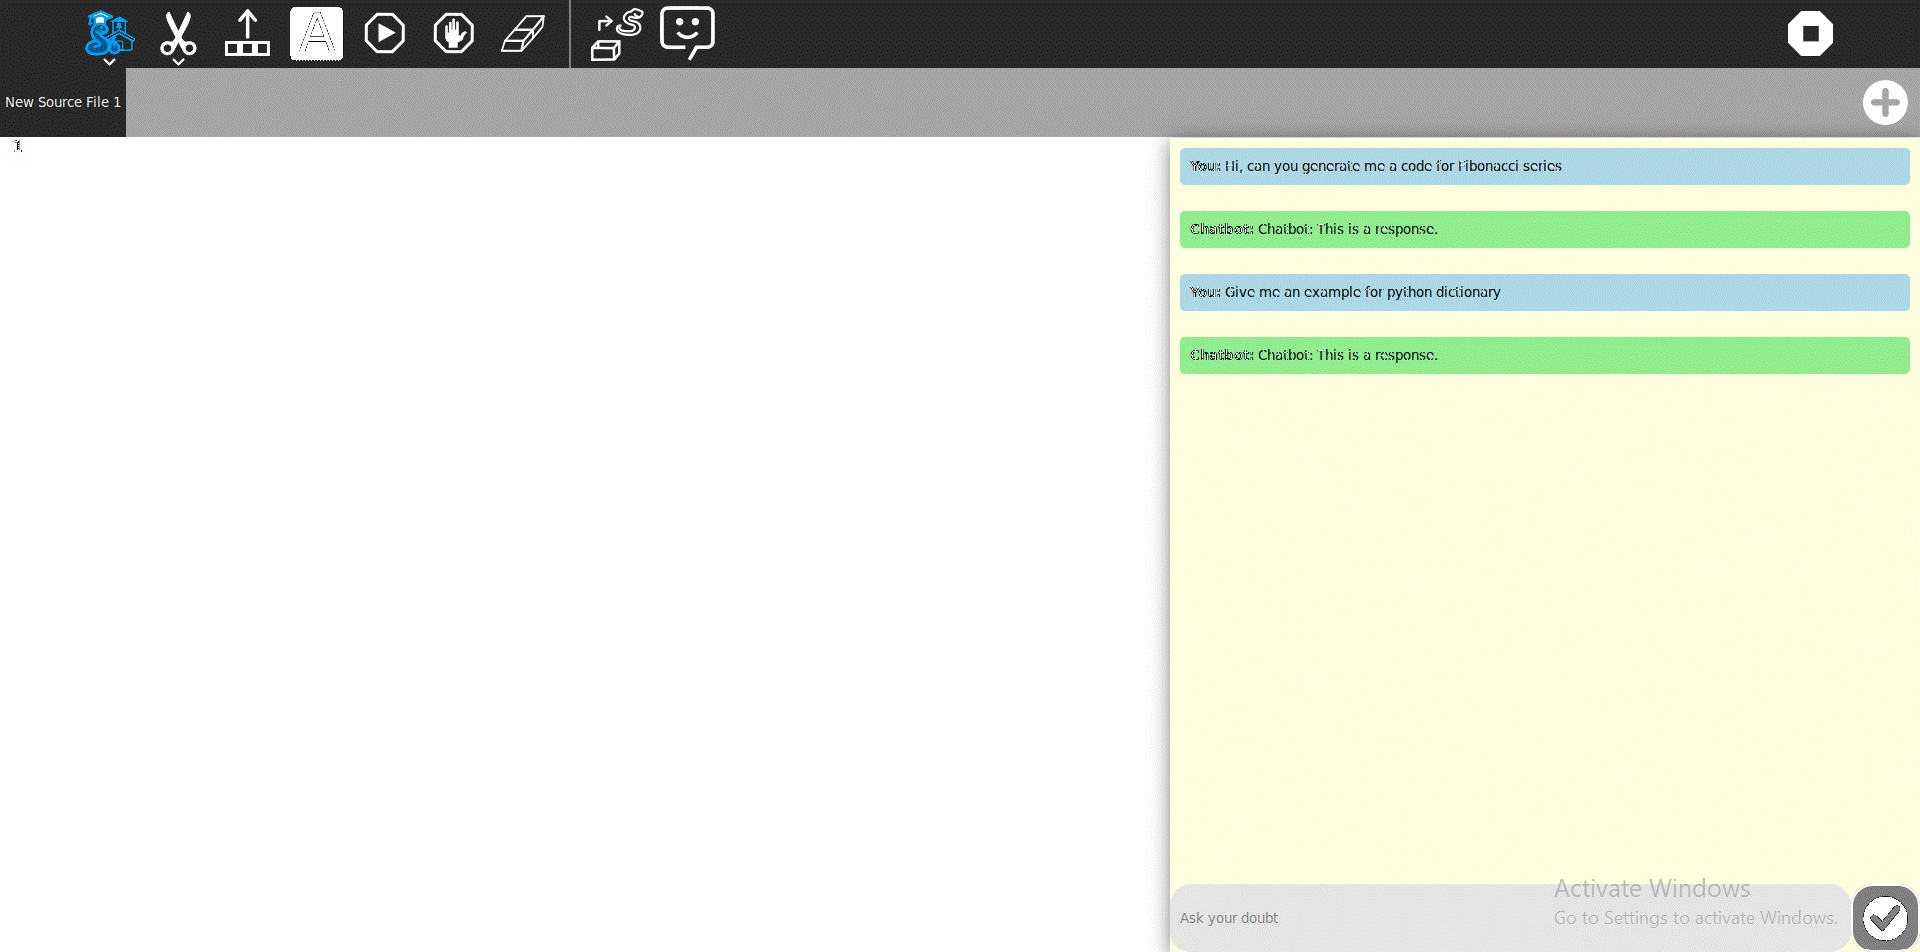 A
New Source File 1
1
You: Hi, can you generate me a code for Fibonacci series
Chatbot: Chatbot: This is a response.
You: Give me an example for python dictionary
Chatbot: Chatbot: This is a response.
Activate Windows
Ask your doubt
Go to Settings to activate Windows.